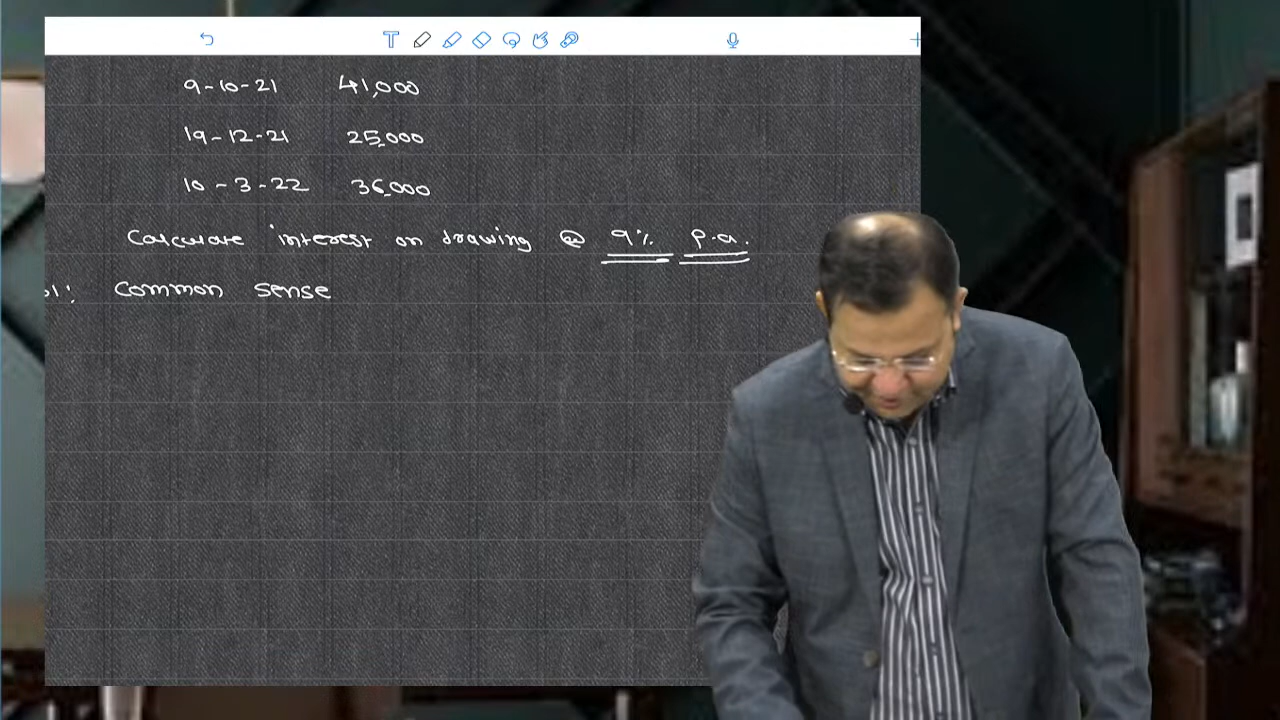 9-10-21 41,000
19-12-21 25,000
10-3-22 36,000
Calculate interest on drawing @ 9% p.a.
Common sense